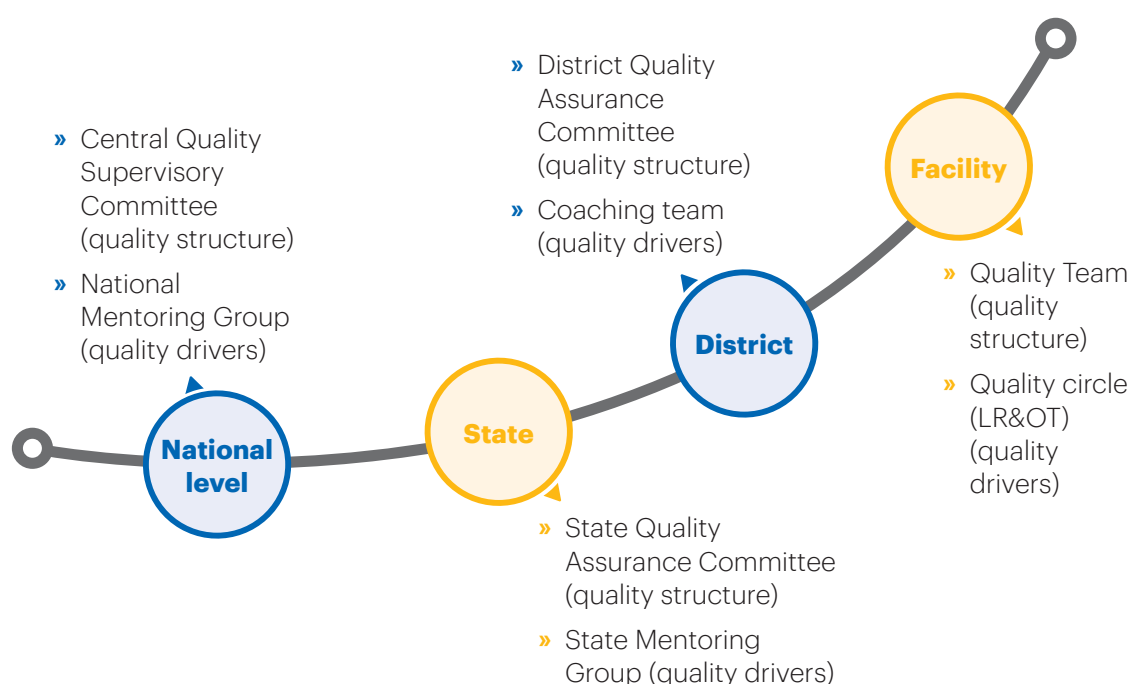 » Central Quality
Supervisory
Committee
(quality structure)
» National
Mentoring Group
(quality drivers)
National
level
State
» State Quality
Assurance Committee
(quality structure)
» State Mentoring
Group (quality drivers)
» District Quality
Assurance
Committee
(quality structure)
» Coaching team
(quality drivers)
District
Facility
» Quality Team
(quality
structure)
» Quality circle
(LR&OT)
(quality
drivers)